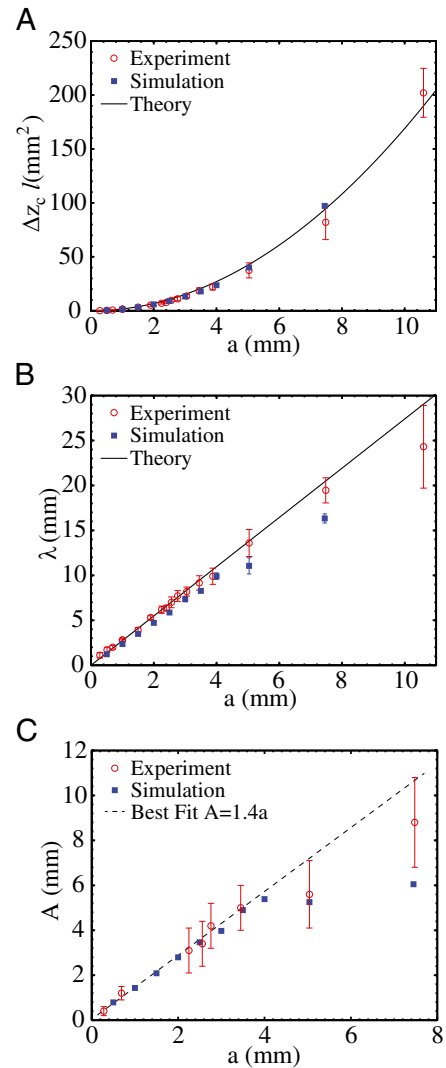 A
250
Experiment
Simulation
200
Theory
150
100
50
0
Δz_c l(mm²)
0 2 4 6 8 10
a (mm)
B
30
Experiment
25
Simulation
Theory
20
15
10
5
0
λ (mm)
0 2 4 6 8 10
a (mm)
C
12
Experiment
10
Simulation
Best Fit A=1.4a
8
6
4
2
0
A (mm)
0 2 4 6 8
a (mm)